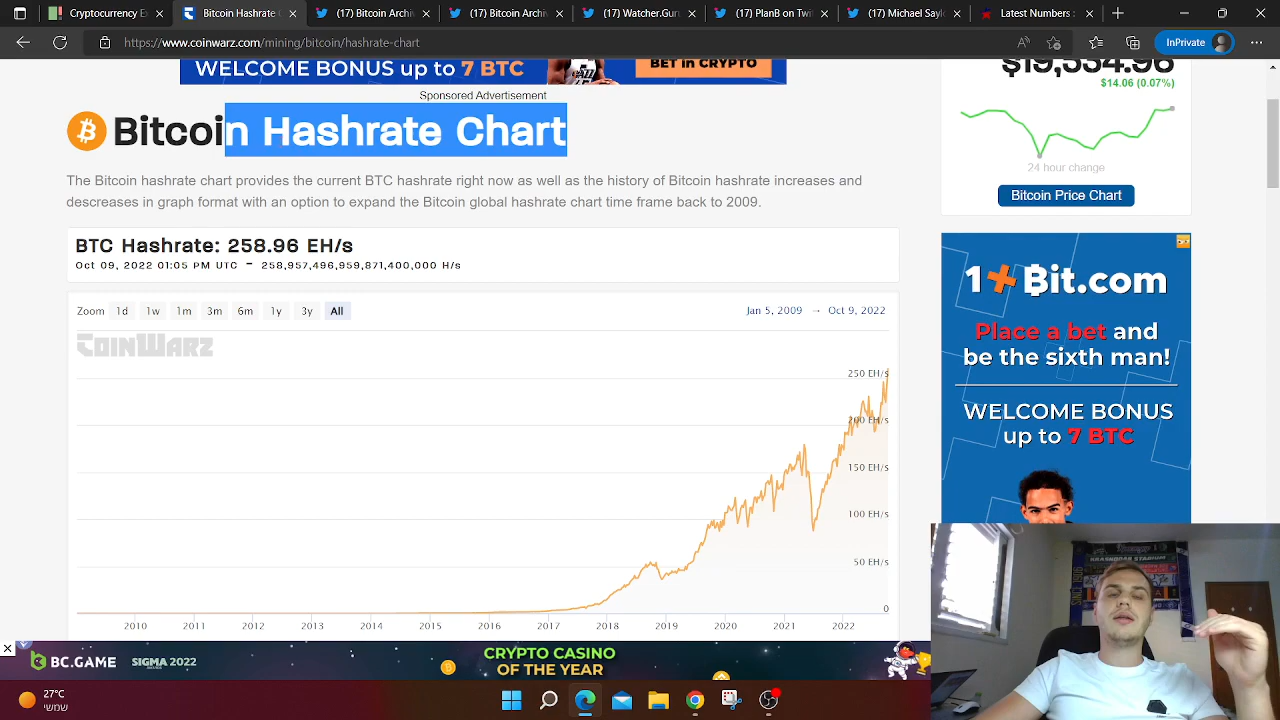 Cryptocurrency E
Bitcoin Hashrate C
(17) Bitcoin Archiv
(17) Bitcoin Archiv
(17) Watcher.Guru
(17) PlanB on Twit
(17) Michael Saylo
Latest Numbers :
https://www.coinwarz.com/mining/bitcoin/hashrate-chart
InPrivate
WELCOME BONUS up to 7 BTC
BET in CRYPTO
Sponsored Advertisement
$19,534.96
$14.06 (0.07%)
Bitcoin Hashrate Chart
24 hour change
The Bitcoin hashrate chart provides the current BTC hashrate right now as well as the history of Bitcoin hashrate increases and
descreases in graph format with an option to expand the Bitcoin global hashrate chart time frame back to 2009.
Bitcoin Price Chart
BTC Hashrate: 258.96 EH/s
Oct 09, 2022 01:05 PM UTC - 258,957,496,959,871,400,000 H/s
1 Bit.com
Place a bet and
be the sixth man!
WELCOME BONUS
up to 7 BTC
Zoom 1d 1w 1m 3m 6m 1y 3y All
Jan 5, 2009 → Oct 9, 2022
CoinWarz
250 EH/s
200 EH/s
150 EH/s
100 EH/s
50 EH/s
0
2010 2011 2012 2013 2014 2015 2016 2017 2018 2019 2020 2021 2022
BC.GAME SIGMA 2022
CRYPTO CASINO
OF THE YEAR
27°C
שמשי